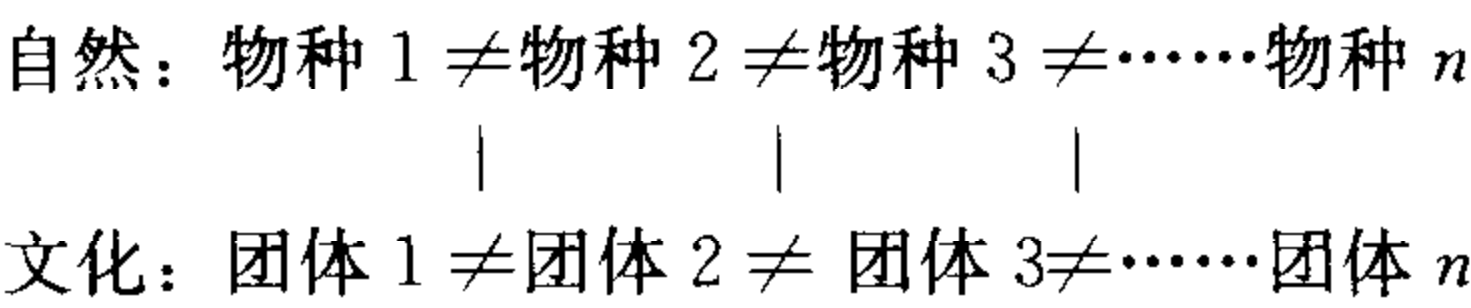 自然：物种 1 ≠物种 2 ≠物种 3 ≠……物种 n
| | |
文化：团体 1 ≠团体 2 ≠ 团体 3≠……团体 n